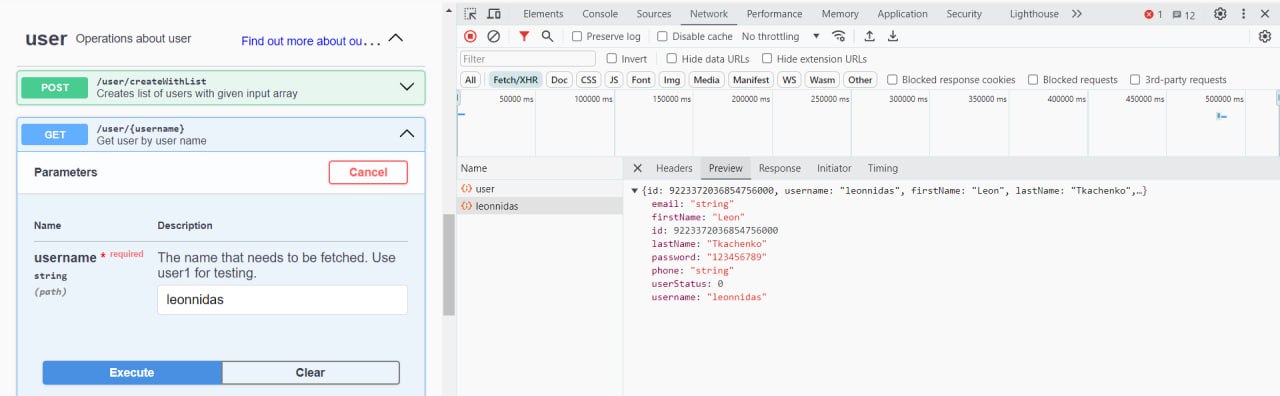 user Operations about user Find out more about ou...
POST /user/createWithList
Creates list of users with given input array
GET /user/{username}
Get user by user name
Parameters Cancel
Name Description
username * required
string
(path)
The name that needs to be fetched. Use
user1 for testing.
leonnidas
Execute Clear
Elements Console Sources Network Performance Memory Application Security Lighthouse 1 12
Preserve log Disable cache No throttling
Filter Invert Hide data URLs Hide extension URLs
All Fetch/XHR Doc CSS JS Font Img Media Manifest WS Wasm Other Blocked response cookies Blocked requests 3rd-party requests
50000 ms 100000 ms 150000 ms 200000 ms 250000 ms 300000 ms 350000 ms 400000 ms 450000 ms 500000 ms
Name Headers Preview Response Initiator Timing
user
leonnidas
{id: 9223372036854756000, username: "leonnidas", firstName: "Leon", lastName: "Tkachenko",…}
email: "string"
firstName: "Leon"
id: 9223372036854756000
lastName: "Tkachenko"
password: "123456789"
phone: "string"
userStatus: 0
username: "leonnidas"